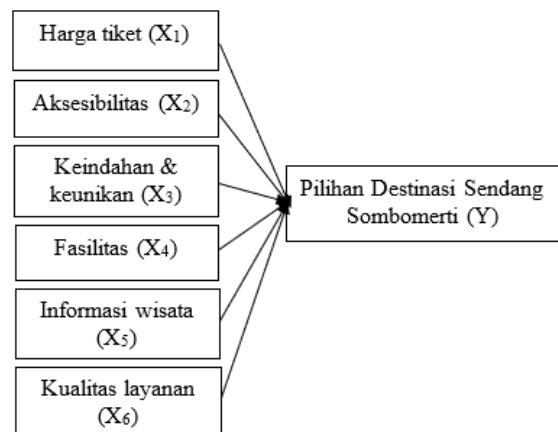 Harga tiket (X₁)
Aksesibilitas (X₂)
Keindahan &
keunikan (X₃)
Pilihan Destinasi Sendang
Sombomerti (Y)
Fasilitas (X₄)
Informasi wisata
(X₅)
Kualitas layanan
(X₆)